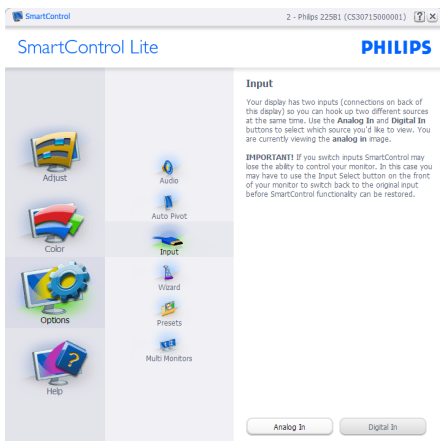 SmartControl
2 - Philips 225B1 (CS30715000001)
SmartControl Lite
PHILIPS
Adjust
Color
Options
Help
Audio
Auto Pivot
Input
Wizard
Presets
Multi Monitors
Input
Your display has two inputs (connections on back of
this display) so you can hook up two different sources
at the same time. Use the Analog In and Digital In
buttons to select which source you'd like to view. You
are currently viewing the analog in image.
IMPORTANT! If you switch inputs SmartControl may
lose the ability to control your monitor. In this case you
may have to use the Input Select button on the front
of your monitor to switch back to the original input
before SmartControl functionality can be restored.
Analog In
Digital In